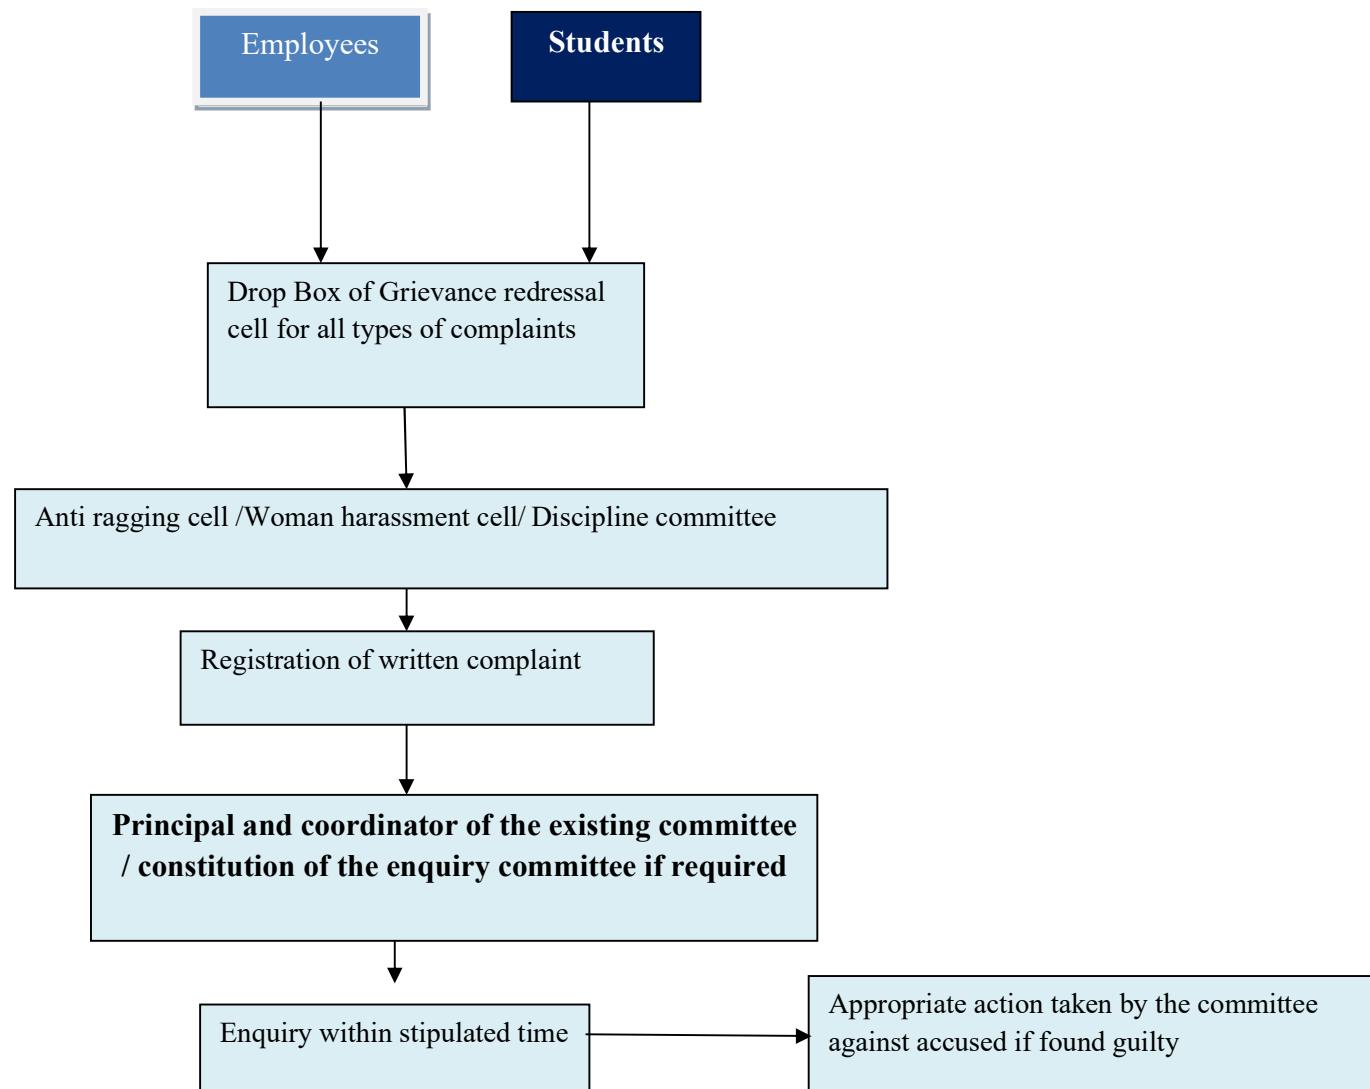 Employees
Students
Drop Box of Grievance redressal
cell for all types of complaints
Anti ragging cell /Woman harassment cell/ Discipline committee
Registration of written complaint
Principal and coordinator of the existing committee
/ constitution of the enquiry committee if required
Enquiry within stipulated time
Appropriate action taken by the committee
against accused if found guilty